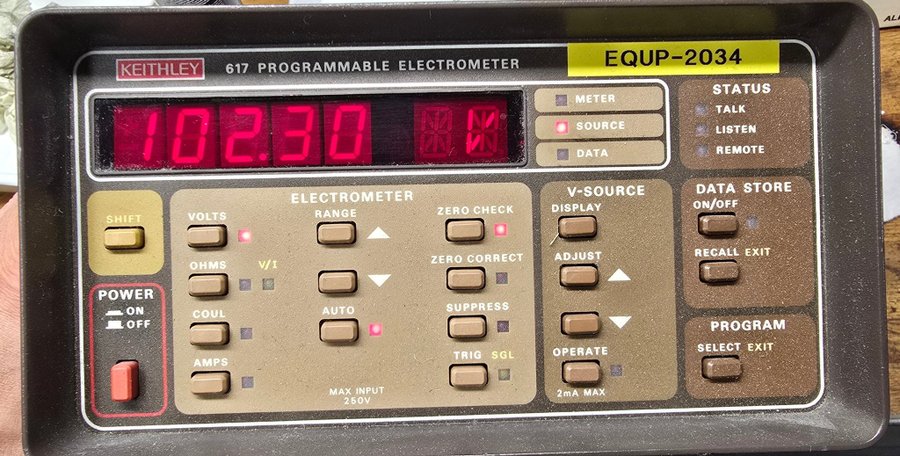 KEITHLEY 617 PROGRAMMABLE ELECTROMETER
EQUP-2034
102.30 V
METER
SOURCE
DATA
STATUS
TALK
LISTEN
REMOTE
SHIFT
POWER
ON
OFF
ELECTROMETER
VOLTS
RANGE
ZERO CHECK
OHMS V/I
ZERO CORRECT
COUL
AUTO
SUPPRESS
AMPS
TRIG SGL
MAX INPUT
250V
V-SOURCE
DISPLAY
ADJUST
OPERATE
2mA MAX
DATA STORE
ON/OFF
RECALL EXIT
PROGRAM
SELECT EXIT